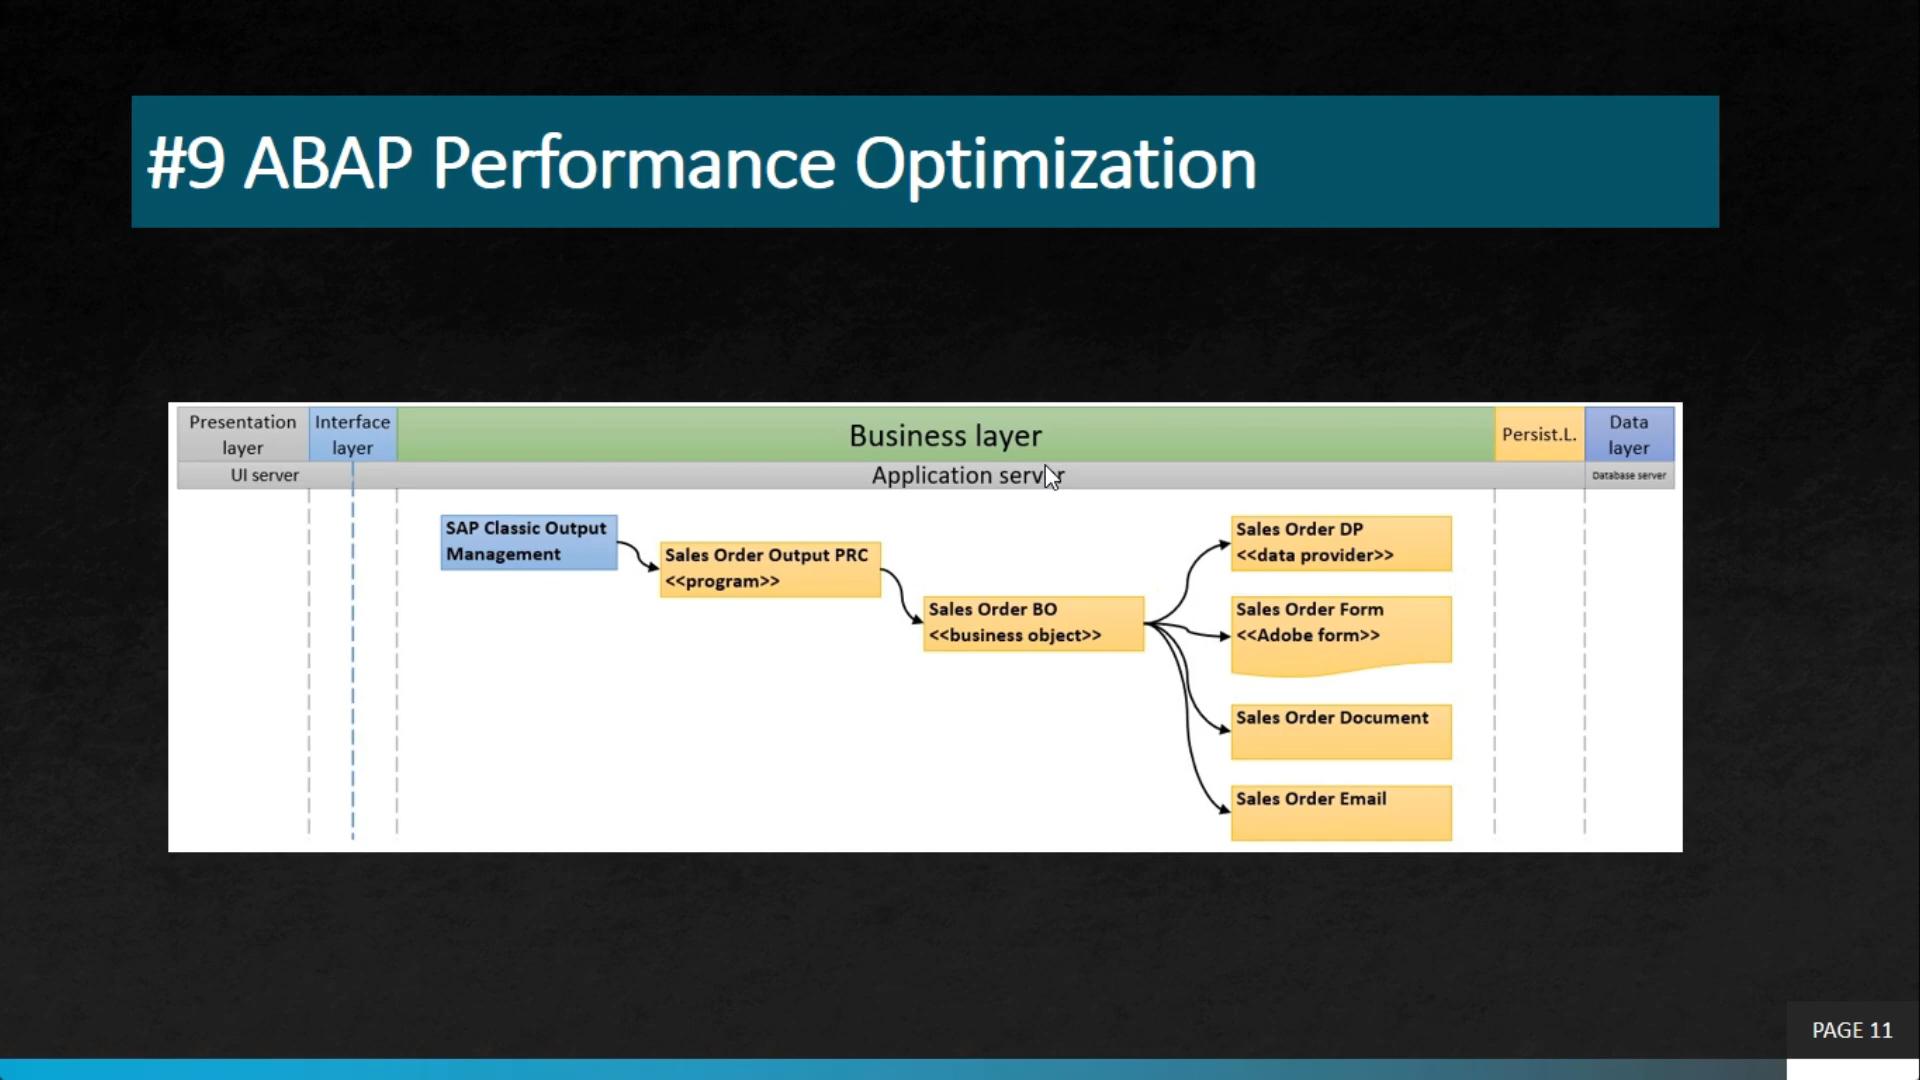 #9 ABAP Performance Optimization
Presentation
layer
Interface
layer
Business layer
Persist.L.
Data
layer
UI server
Application server
Database server
SAP Classic Output
Management
Sales Order Output PRC
<<program>>
Sales Order BO
<<business object>>
Sales Order DP
<<data provider>>
Sales Order Form
<<Adobe form>>
Sales Order Document
Sales Order Email
PAGE 11